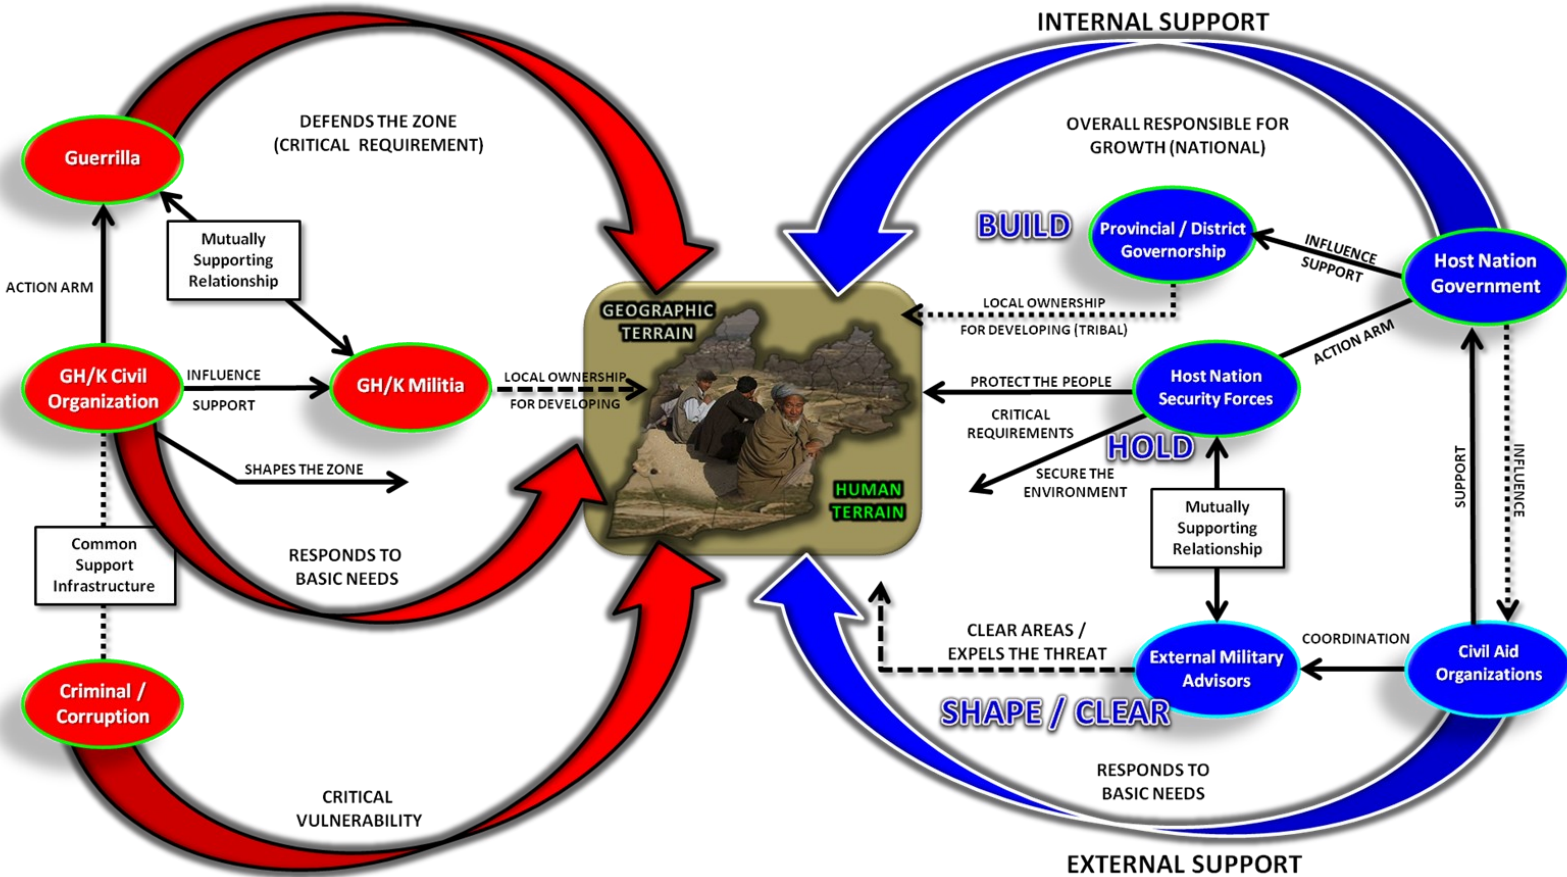 INTERNAL SUPPORT
DEFENDS THE ZONE
(CRITICAL REQUIREMENT)
Guerrilla
Mutually
Supporting
Relationship
ACTION ARM
GH/K Civil
Organization
INFLUENCE
SUPPORT
GH/K Militia
LOCAL OWNERSHIP
FOR DEVELOPING
SHAPES THE ZONE
Common
Support
Infrastructure
RESPONDS TO
BASIC NEEDS
Criminal /
Corruption
CRITICAL
VULNERABILITY
GEOGRAPHIC
TERRAIN
HUMAN
TERRAIN
OVERALL RESPONSIBLE FOR
GROWTH (NATIONAL)
BUILD
Provincial / District
Governorship
INFLUENCE
SUPPORT
Host Nation
Government
LOCAL OWNERSHIP
FOR DEVELOPING (TRIBAL)
ACTION ARM
PROTECT THE PEOPLE
Host Nation
Security Forces
CRITICAL
REQUIREMENTS
HOLD
SECURE THE
ENVIRONMENT
Mutually
Supporting
Relationship
SUPPORT
INFLUENCE
CLEAR AREAS /
EXPELS THE THREAT
External Military
Advisors
COORDINATION
Civil Aid
Organizations
SHAPE / CLEAR
RESPONDS TO
BASIC NEEDS
EXTERNAL SUPPORT